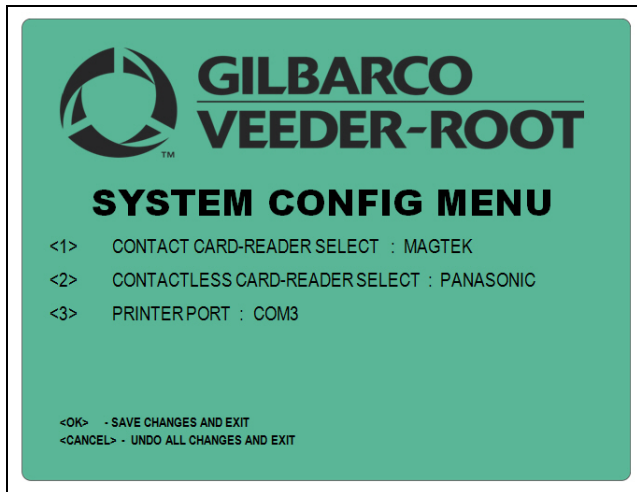 GILBARCO
VEEDER-ROOT
TM
SYSTEM CONFIG MENU
<1> CONTACT CARD-READER SELECT : MAGTEK
<2> CONTACTLESS CARD-READER SELECT : PANASONIC
<3> PRINTER PORT : COM3
<OK> - SAVE CHANGES AND EXIT
<CANCEL> - UNDO ALL CHANGES AND EXIT